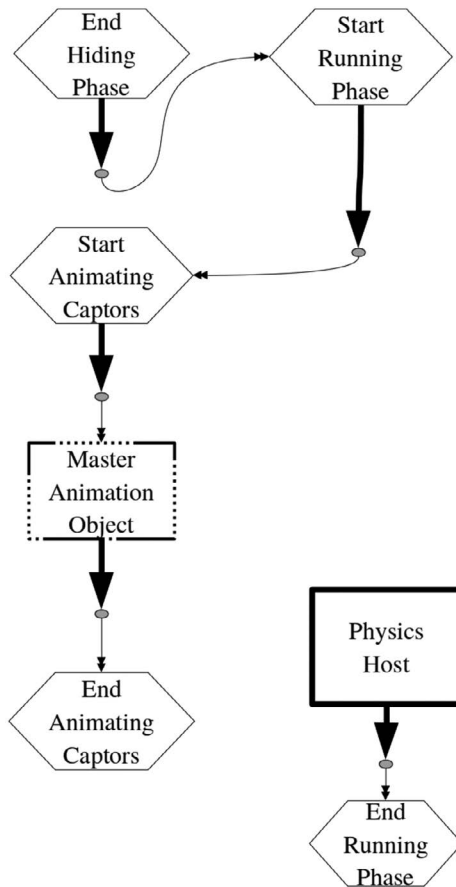 End
Hiding
Phase
Start
Running
Phase
Start
Animating
Captors
Master
Animation
Object
End
Animating
Captors
Physics
Host
End
Running
Phase